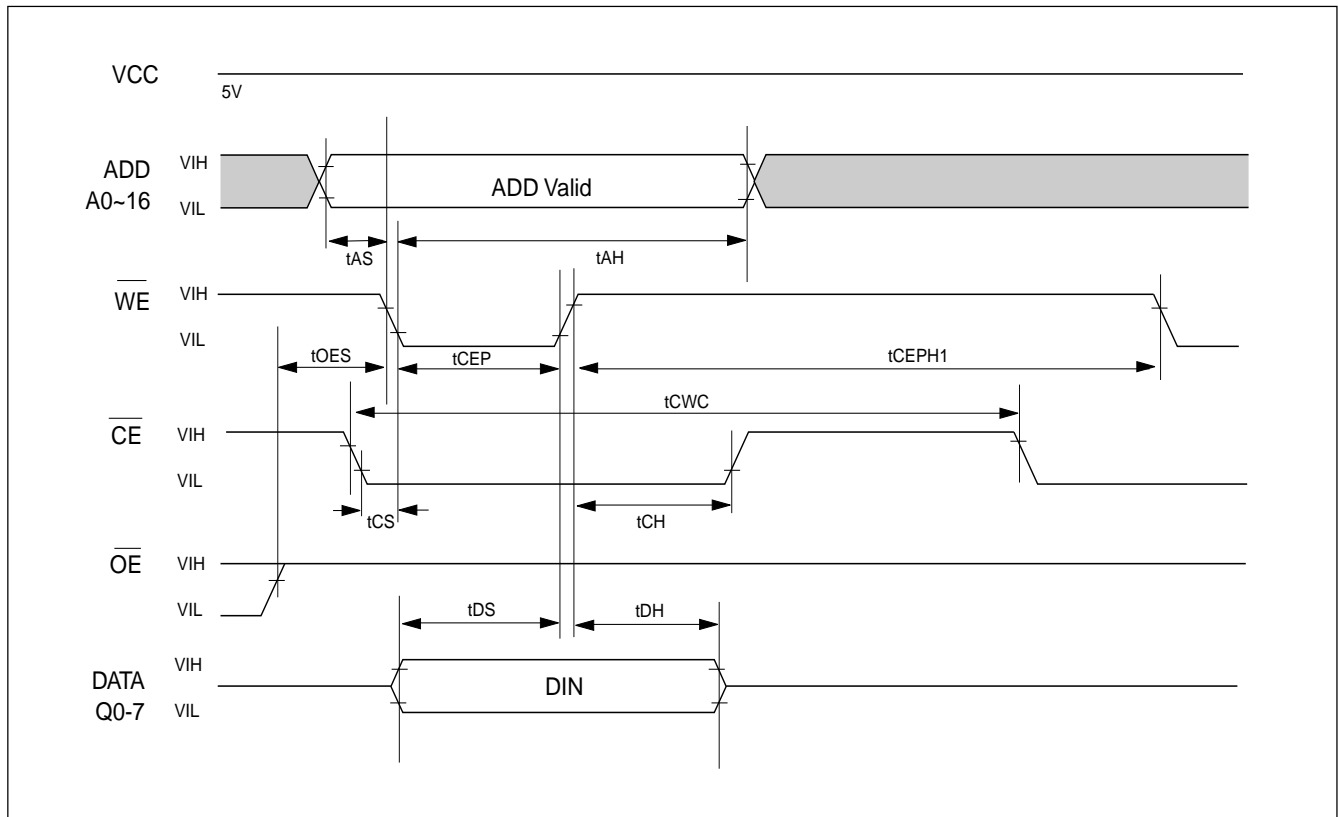 VCC
5V
ADD
A0~16
VIH
VIL
ADD Valid
tAS
tAH
WE
VIH
VIL
tOES
tCEP
tCEPH1
tCWC
CE
VIH
VIL
tCS
tCH
OE
VIH
VIL
tDS
tDH
DATA
Q0-7
VIH
VIL
DIN